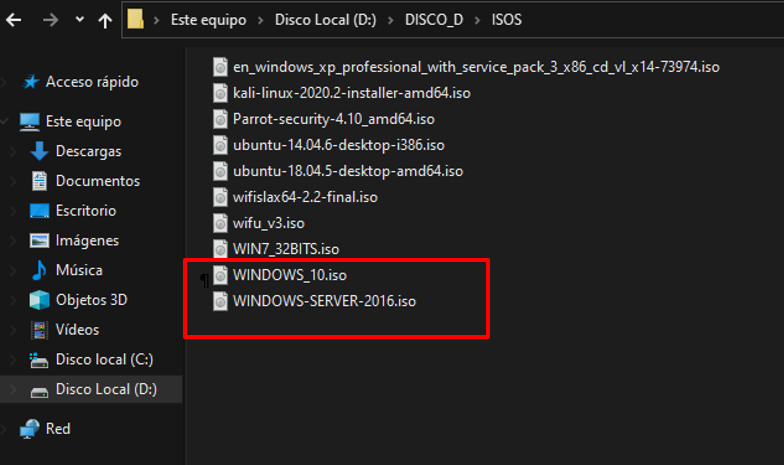 Este equipo > Disco Local (D:) > DISCO_D > ISOS
Acceso rápido
Este equipo
Descargas
Documentos
Escritorio
Imágenes
Música
Objetos 3D
Vídeos
Disco local (C:)
Disco Local (D:)
Red
en_windows_xp_professional_with_service_pack_3_x86_cd_vl_x14-73974.iso
kali-linux-2020.2-installer-amd64.iso
Parrot-security-4.10_amd64.iso
ubuntu-14.04.6-desktop-i386.iso
ubuntu-18.04.5-desktop-amd64.iso
wifislax64-2.2-final.iso
wifu_v3.iso
WIN7_32BITS.iso
¶ WINDOWS_10.iso
WINDOWS-SERVER-2016.iso